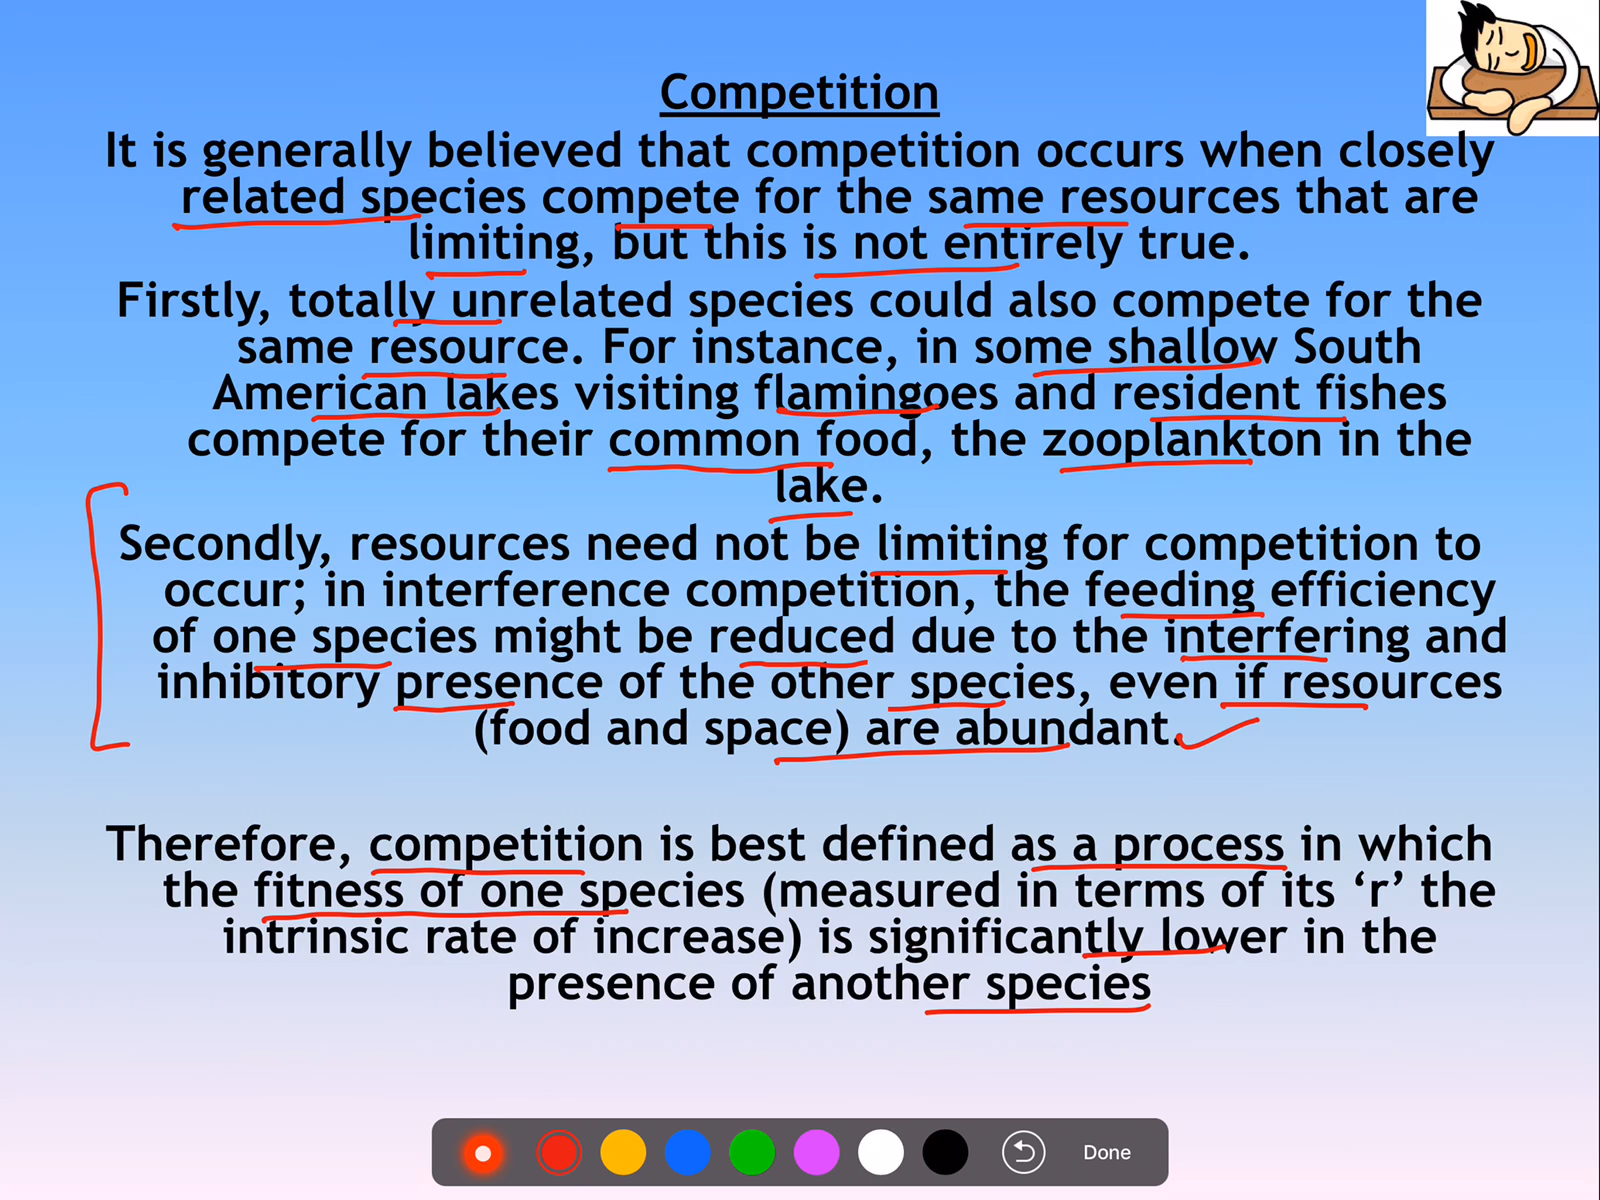 Competition
It is generally believed that competition occurs when closely
related species compete for the same resources that are
limiting, but this is not entirely true.
Firstly, totally unrelated species could also compete for the
same resource. For instance, in some shallow South
American lakes visiting flamingoes and resident fishes
compete for their common food, the zooplankton in the
lake.
Secondly, resources need not be limiting for competition to
occur; in interference competition, the feeding efficiency
of one species might be reduced due to the interfering and
inhibitory presence of the other species, even if resources
(food and space) are abundant.
Therefore, competition is best defined as a process in which
the fitness of one species (measured in terms of its ‘r’ the
intrinsic rate of increase) is significantly lower in the
presence of another species
Done